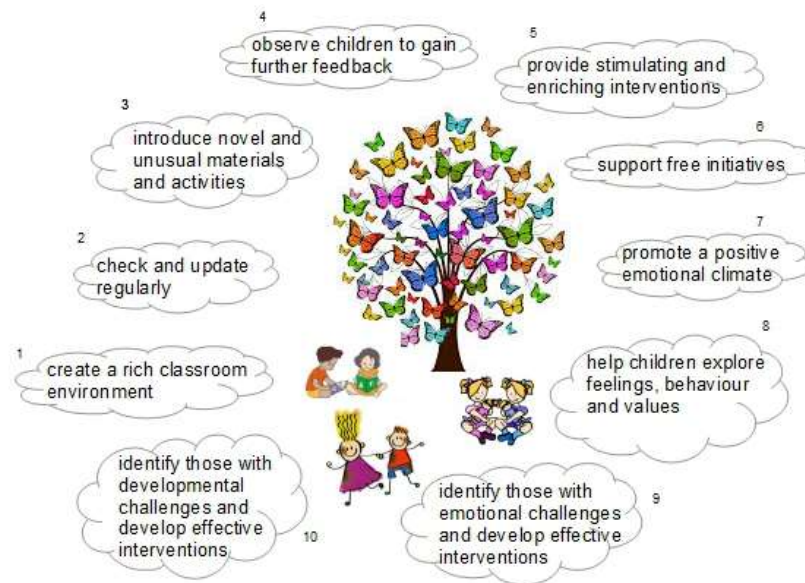 1
create a rich classroom
environment
2
check and update
regularly
3
introduce novel and
unusual materials
and activities
4
observe children to gain
further feedback
5
provide stimulating and
enriching interventions
6
support free initiatives
7
promote a positive
emotional climate
8
help children explore
feelings, behaviour
and values
9
identify those with
emotional challenges
and develop effective
interventions
10
identify those with
developmental
challenges and
develop effective
interventions